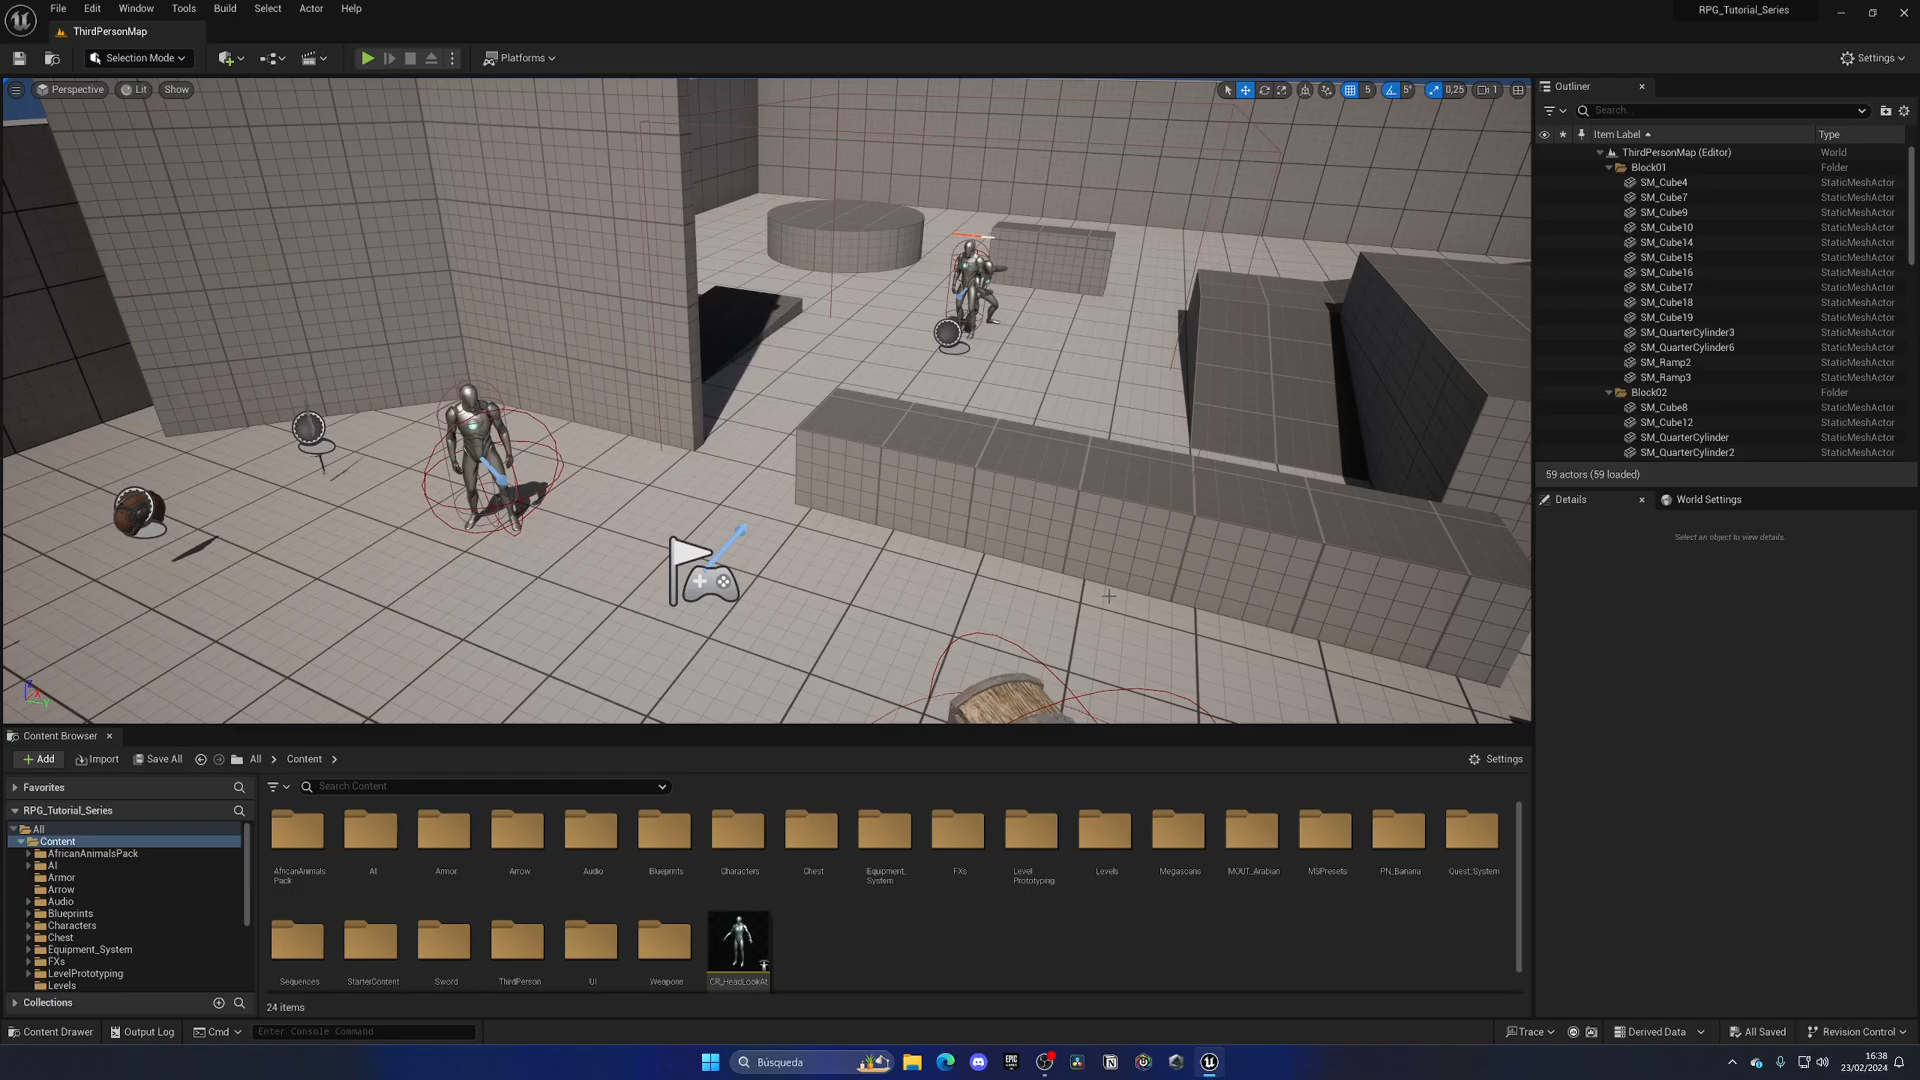 File Edit Window Tools Build Select Actor Help
RPG_Tutorial_Series
ThirdPersonMap
Selection Mode
Platforms
Settings
Perspective
Lit
Show
5
5°
0,25
1
Outliner
Search...
Item Label
Type
ThirdPersonMap (Editor) World
Block01 Folder
SM_Cube4 StaticMeshActor
SM_Cube7 StaticMeshActor
SM_Cube9 StaticMeshActor
SM_Cube10 StaticMeshActor
SM_Cube14 StaticMeshActor
SM_Cube15 StaticMeshActor
SM_Cube16 StaticMeshActor
SM_Cube17 StaticMeshActor
SM_Cube18 StaticMeshActor
SM_Cube19 StaticMeshActor
SM_QuarterCylinder3 StaticMeshActor
SM_QuarterCylinder6 StaticMeshActor
SM_Ramp2 StaticMeshActor
SM_Ramp3 StaticMeshActor
Block02 Folder
SM_Cube8 StaticMeshActor
SM_Cube12 StaticMeshActor
SM_QuarterCylinder StaticMeshActor
SM_QuarterCylinder2 StaticMeshActor
59 actors (59 loaded)
Details
World Settings
Select an object to view details.
Z X Y
Content Browser
Add Import Save All All Content
Settings
Favorites
Search Content
RPG_Tutorial_Series
All
Content
AfricanAnimalsPack
AI
Armor
Arrow
Audio
Blueprints
Characters
Chest
Equipment_System
FXs
LevelPrototyping
Levels
Collections
AfricanAnimals
Pack
AI
Armor
Arrow
Audio
Blueprints
Characters
Chest
Equipment_
System
FXs
Level
Prototyping
Levels
Megascans
MOUT_Arabian
MSPresets
PN_Banana
Quest_System
Sequences
StarterContent
Sword
ThirdPerson
UI
Weapons
CR_HeadLookAt
24 items
Content Drawer
Output Log
Cmd
Enter Console Command
Trace
Derived Data
All Saved
Revision Control
Búsqueda
EPIC
GAMES
16:38
23/02/2024